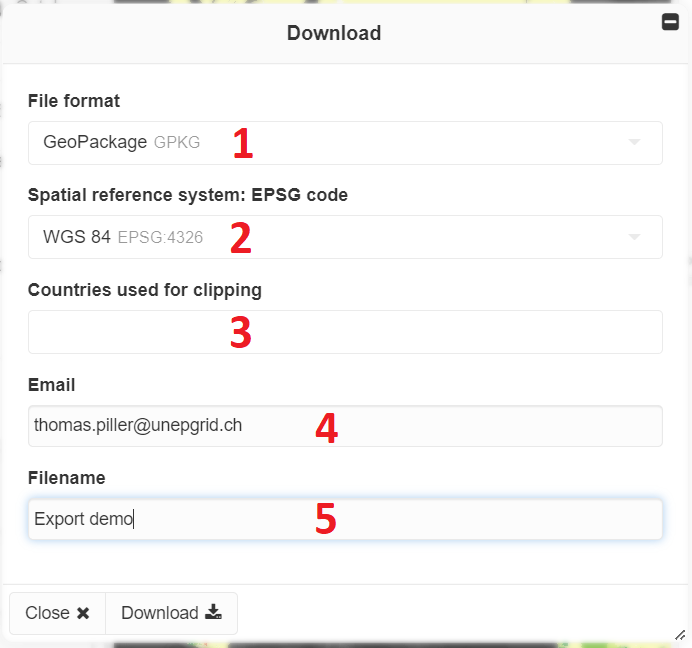 Download
File format
GeoPackage GPKG 1
Spatial reference system: EPSG code
WGS 84 EPSG:4326 2
Countries used for clipping
3
Email
thomas.piller@unepgrid.ch 4
Filename
Export demo 5
Close Download